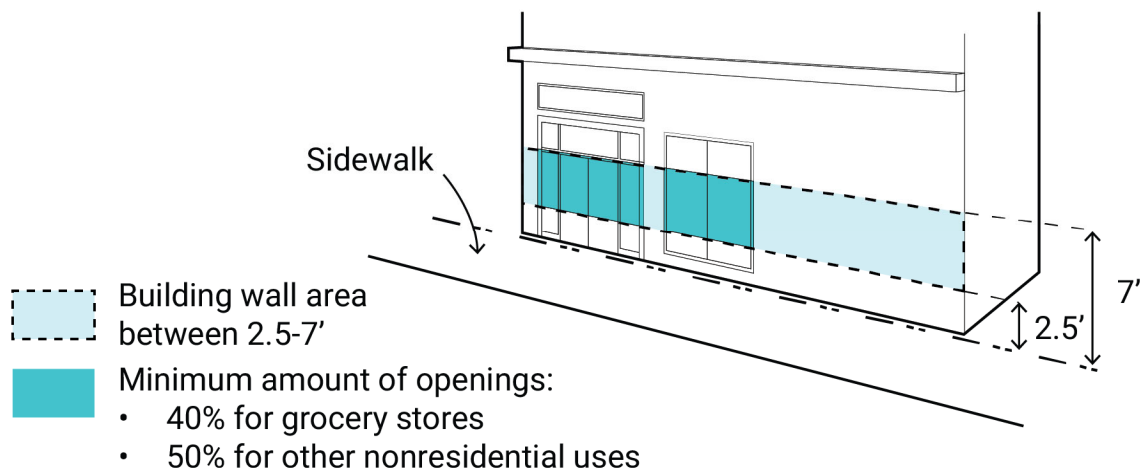 Sidewalk
7’
2.5’
Building wall area
between 2.5-7’
Minimum amount of openings:
• 40% for grocery stores
• 50% for other nonresidential uses